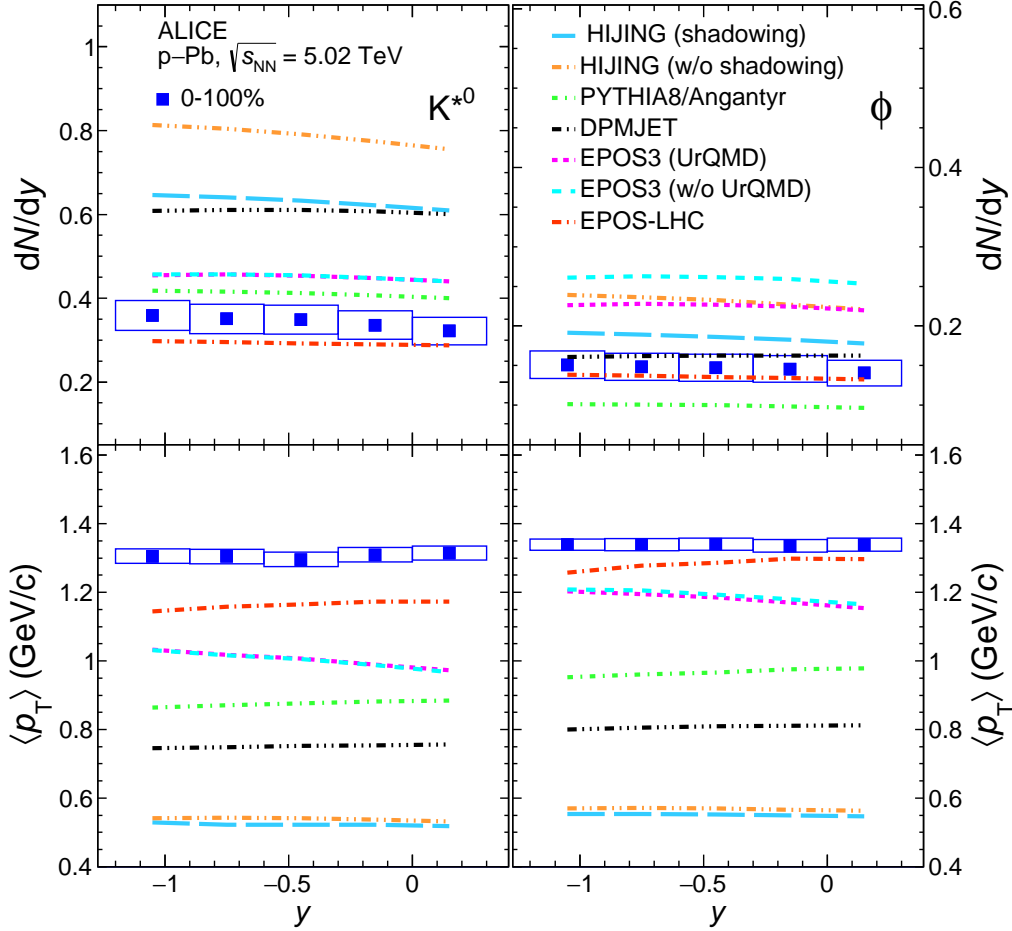 ALICE
p–Pb, √sNN = 5.02 TeV
0-100%
K*0
HIJING (shadowing)
HIJING (w/o shadowing)
PYTHIA8/Angantyr
DPMJET
EPOS3 (UrQMD)
EPOS3 (w/o UrQMD)
EPOS-LHC
ϕ
dN/dy
1
0.8
0.6
0.4
0.2
dN/dy
0.6
0.4
0.2
⟨pT⟩ (GeV/c)
1.6
1.4
1.2
1
0.8
0.6
0.4
⟨pT⟩ (GeV/c)
1.6
1.4
1.2
1
0.8
0.6
0.4
−1
−0.5
0
y
−1
−0.5
0
y